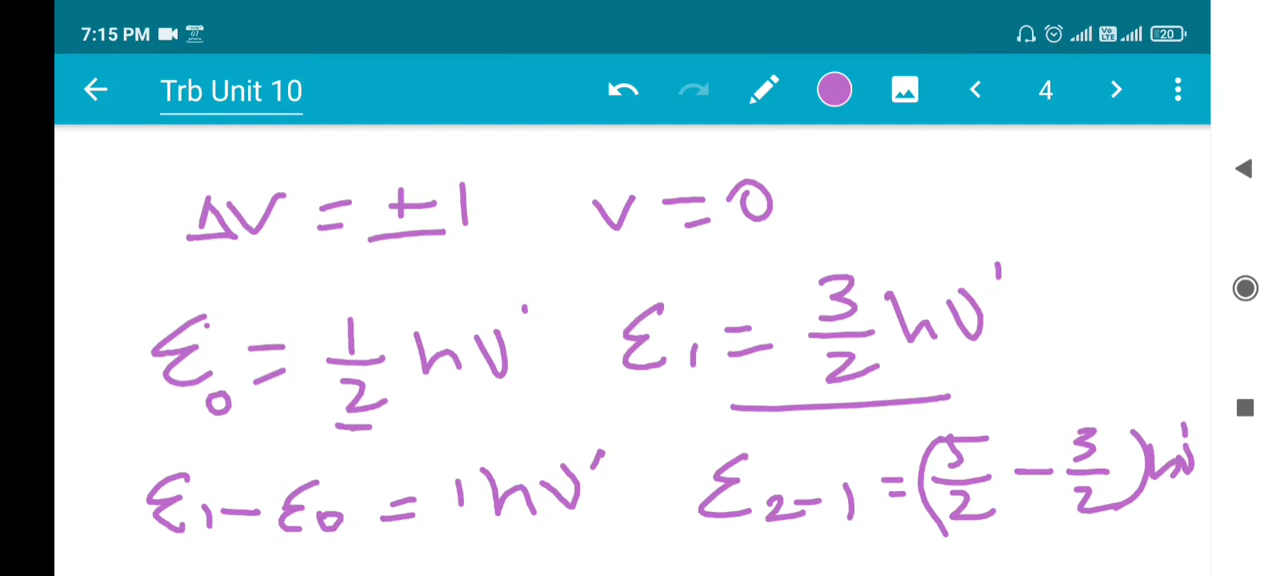 7:15 PM 20
Trb Unit 10 4
ΔV = ±1 v = 0
ε₀ = 1/2 hν' ε₁ = 3/2 hν'
ε₁ - ε₀ = 1hν' ε₂₋₁ = (5/2 - 3/2)hν'